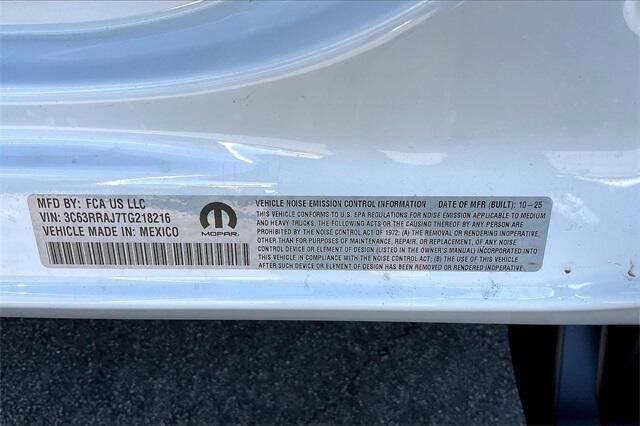 MFD BY: FCA US LLC
VIN: 3C63RRAJ7TG218216
VEHICLE MADE IN: MEXICO
MOPAR
VEHICLE NOISE EMISSION CONTROL INFORMATION DATE OF MFR (BUILT): 10-25
THIS VEHICLE CONFORMS TO U.S. EPA REGULATIONS FOR NOISE EMISSION APPLICABLE TO MEDIUM
AND HEAVY TRUCKS. THE FOLLOWING ACTS OR THE CAUSING THEREOF BY ANY PERSON ARE
PROHIBITED BY THE NOISE CONTROL ACT OF 1972: (A) THE REMOVAL OR RENDERING INOPERATIVE,
OTHER THAN FOR PURPOSES OF MAINTENANCE, REPAIR, OR REPLACEMENT, OF ANY NOISE
CONTROL DEVICE OR ELEMENT OF DESIGN (LISTED IN THE OWNER'S MANUAL) INCORPORATED INTO
THIS VEHICLE IN COMPLIANCE WITH THE NOISE CONTROL ACT; (B) THE USE OF THIS VEHICLE
AFTER SUCH DEVICE OR ELEMENT OF DESIGN HAS BEEN REMOVED OR RENDERED INOPERATIVE.